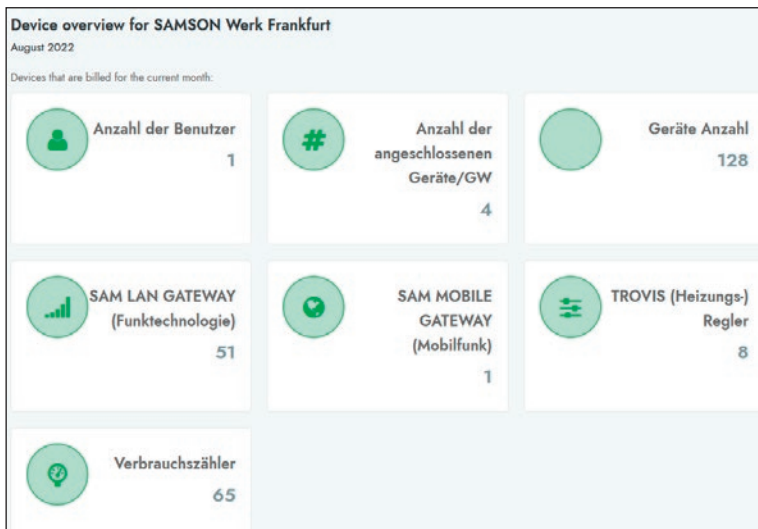 Device overview for SAMSON Werk Frankfurt
August 2022
Devices that are billed for the current month:
Anzahl der Benutzer
1
Anzahl der
angeschlossenen
Geräte/GW
4
Geräte Anzahl
128
SAM LAN GATEWAY
(Funktechnologie)
51
SAM MOBILE
GATEWAY
(Mobilfunk)
1
TROVIS (Heizungs-)
Regler
8
Verbrauchszähler
65